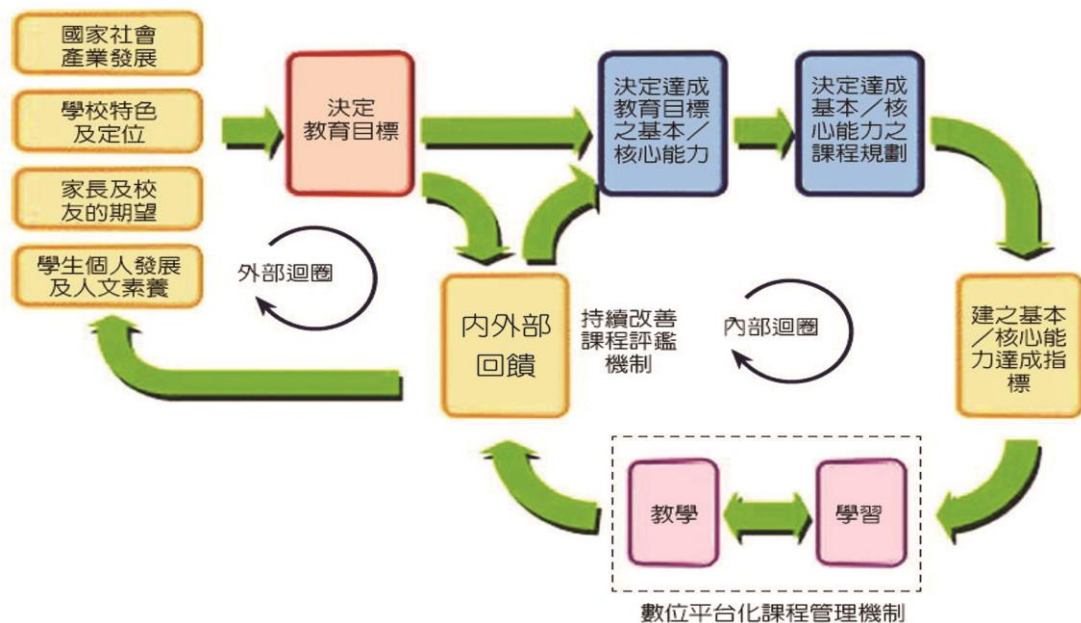 國家社會
產業發展
學校特色
及定位
家長及校
友的期望
學生個人發展
及人文素養
決定
教育目標
決定達成
教育目標
之基本／
核心能力
決定達成
基本／核
心能力之
課程規劃
外部迴圈
內外部
回饋
持續改善
課程評鑑
機制
內部迴圈
建之基本
／核心能
力達成指
標
教學
學習
數位平台化課程管理機制